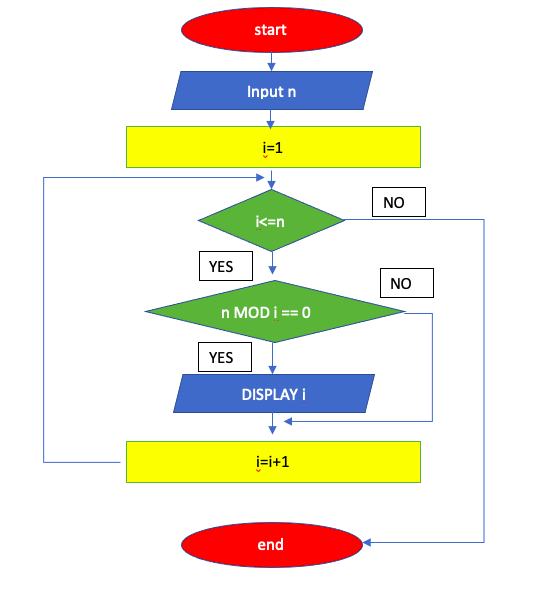 start
Input n
i=1
NO
i<=n
YES
NO
n MOD i == 0
YES
DISPLAY i
i=i+1
end